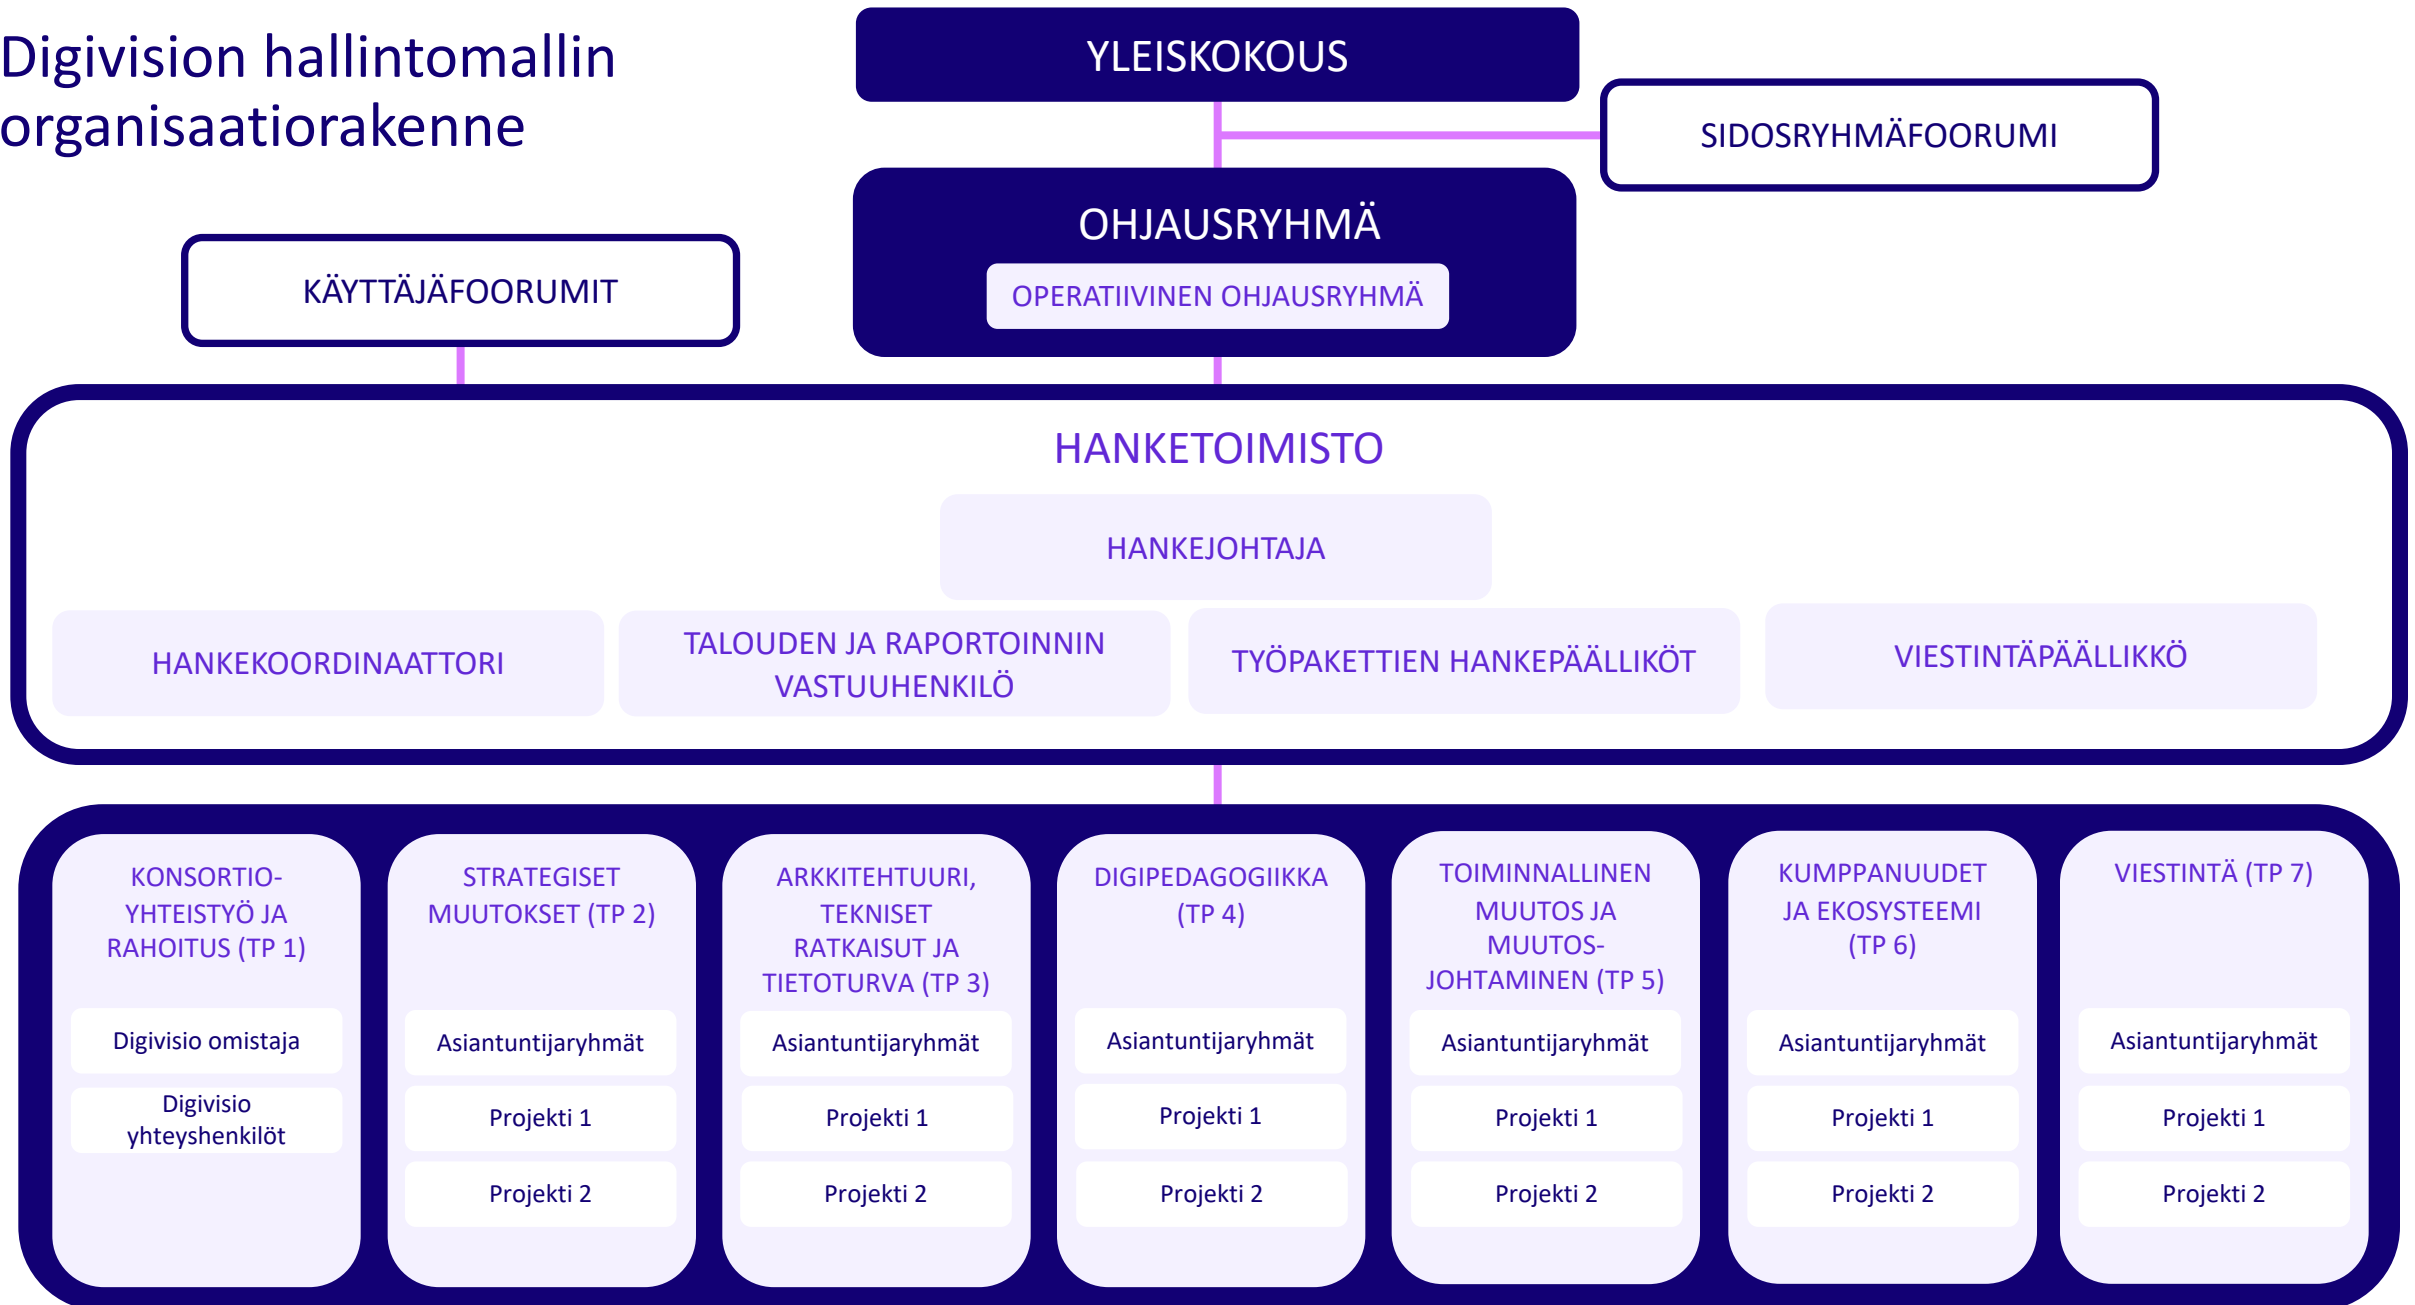 Digivision hallintomallin
organisaatiorakenne
YLEISKOKOUS
SIDOSRYHMÄFOORUMI
OHJAUSRYHMÄ
OPERATIIVINEN OHJAUSRYHMÄ
KÄYTTÄJÄFOORUMIT
HANKETOIMISTO
HANKEJOHTAJA
HANKEKOORDINAATTORI
TALOUDEN JA RAPORTOINNIN
VASTUUHENKILÖ
TYÖPAKETTIEN HANKEPÄÄLLIKÖT
VIESTINTÄPÄÄLLIKKÖ
KONSORTIO-
YHTEISTYÖ JA
RAHOITUS (TP 1)
Digivisio omistaja
Digivisio
yhteyshenkilöt
STRATEGISET
MUUTOKSET (TP 2)
Asiantuntijaryhmät
Projekti 1
Projekti 2
ARKKITEHTUURI,
TEKNISET
RATKAISUT JA
TIETOTURVA (TP 3)
Asiantuntijaryhmät
Projekti 1
Projekti 2
DIGIPEDAGOGIIKKA
(TP 4)
Asiantuntijaryhmät
Projekti 1
Projekti 2
TOIMINNALLINEN
MUUTOS JA
MUUTOS-
JOHTAMINEN (TP 5)
Asiantuntijaryhmät
Projekti 1
Projekti 2
KUMPPANUUDET
JA EKOSYSTEEMI
(TP 6)
Asiantuntijaryhmät
Projekti 1
Projekti 2
VIESTINTÄ (TP 7)
Asiantuntijaryhmät
Projekti 1
Projekti 2